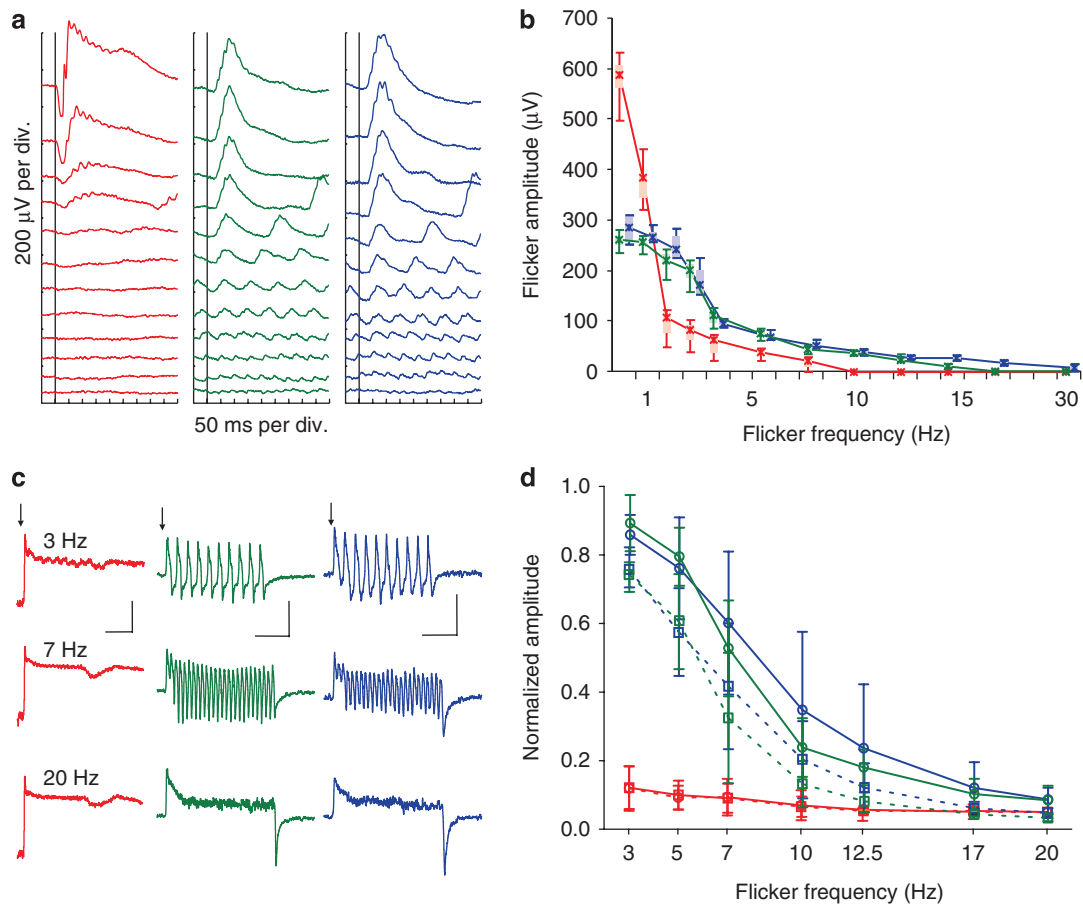 a
200 μV per div.
50 ms per div.
b
Flicker amplitude (μV)
700
600
500
400
300
200
100
0
1 5 10 15 30
Flicker frequency (Hz)
c
3 Hz
7 Hz
20 Hz
d
Normalized amplitude
1.0
0.8
0.6
0.4
0.2
0.0
3 5 7 10 12.5 17 20
Flicker frequency (Hz)